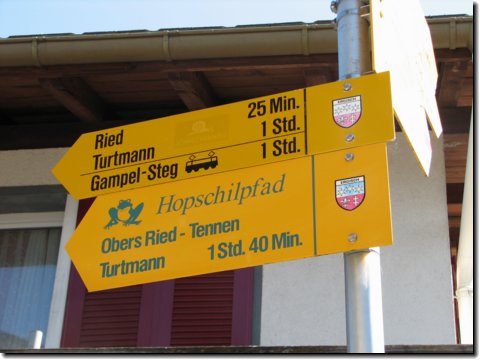 Ried 25 Min.
Turtmann 1 Std.
Gampel-Steg 1 Std.
Hopschilpfad
Obers Ried - Tennen
Turtmann 1 Std. 40 Min.